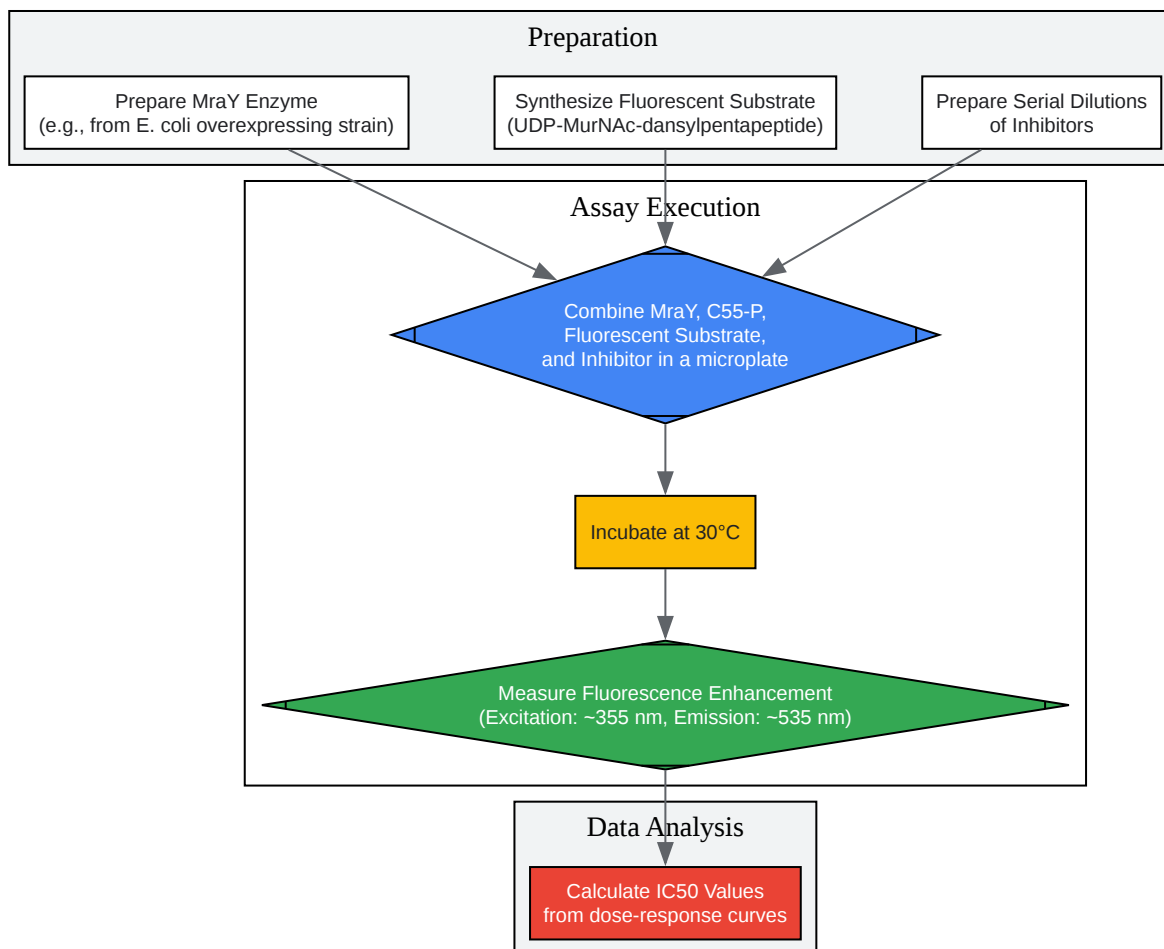 Preparation
Prepare MraY Enzyme
(e.g., from E. coli overexpressing strain)
Synthesize Fluorescent Substrate
(UDP-MurNAc-dansylpentapeptide)
Prepare Serial Dilutions
of Inhibitors
Assay Execution
Combine MraY, C55-P,
Fluorescent Substrate,
and Inhibitor in a microplate
Incubate at 30°C
Measure Fluorescence Enhancement
(Excitation: ~355 nm, Emission: ~535 nm)
Data Analysis
Calculate IC50 Values
from dose-response curves